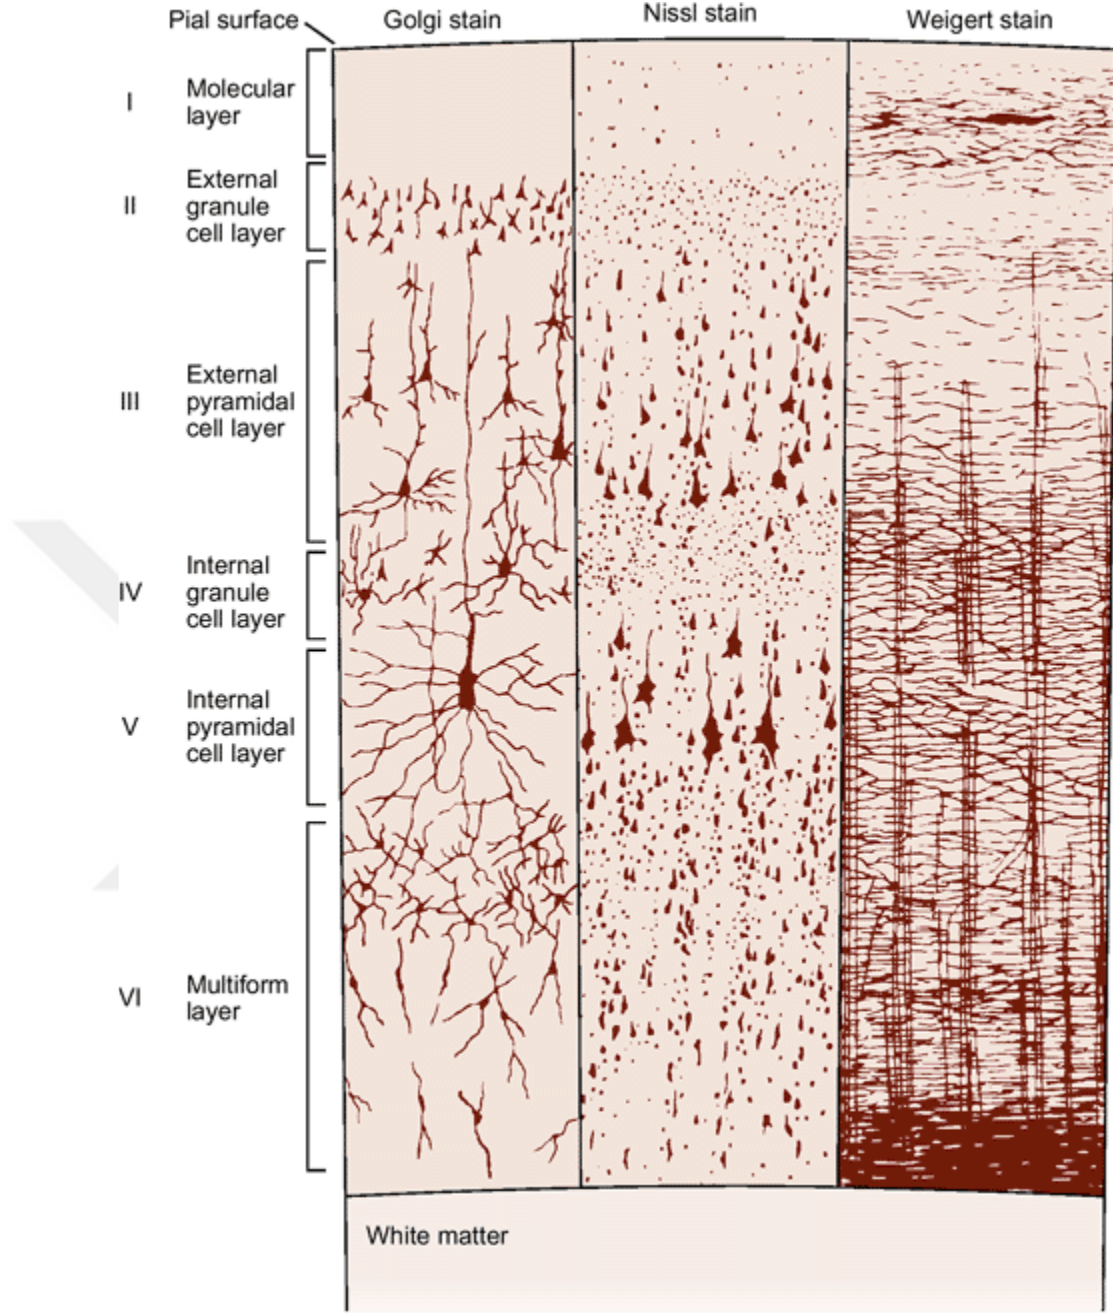 Pial surface
Golgi stain
Nissl stain
Weigert stain
I
Molecular
layer
II
External
granule
cell layer
III
External
pyramidal
cell layer
IV
Internal
granule
cell layer
V
Internal
pyramidal
cell layer
VI
Multiform
layer
White matter